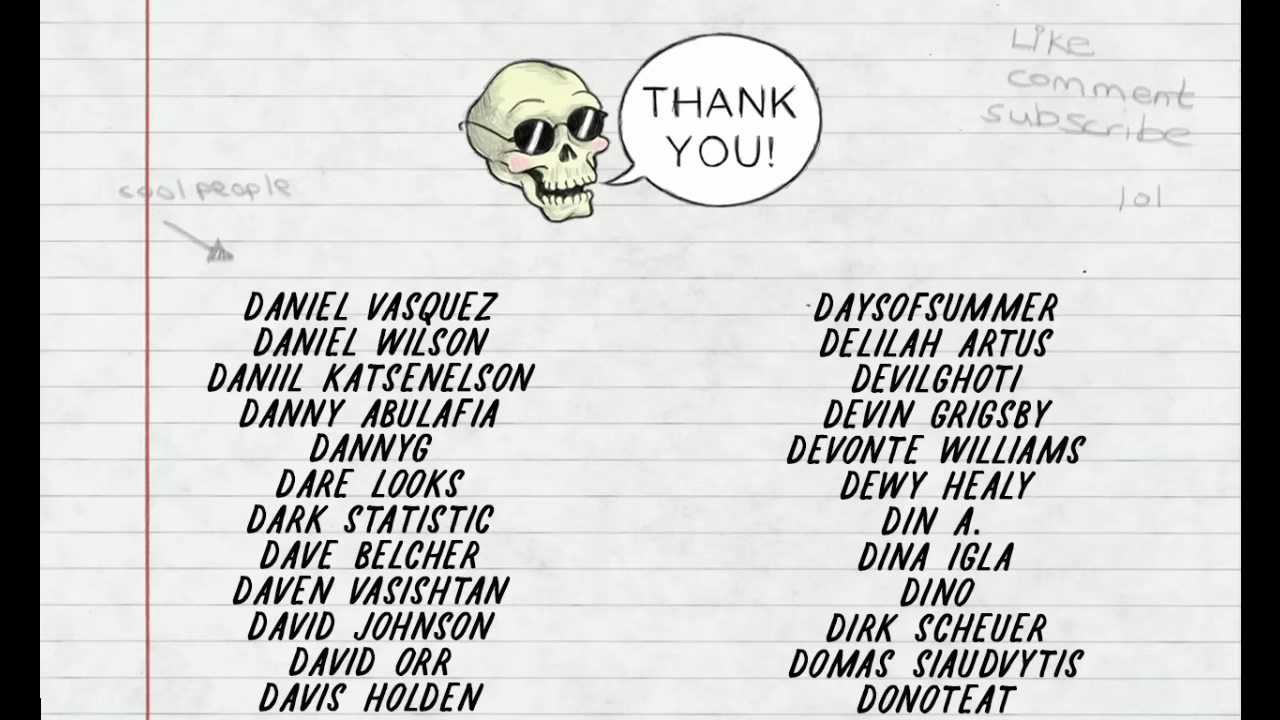 THANK
YOU!
Like
comment
subscribe
lol
cool people
DANIEL VASQUEZ
DANIEL WILSON
DANIIL KATSENELSON
DANNY ABULAFIA
DANNYG
DARE LOOKS
DARK STATISTIC
DAVE BELCHER
DAVEN VASISHTAN
DAVID JOHNSON
DAVID ORR
DAVIS HOLDEN
DAYSOFSUMMER
DELILAH ARTUS
DEVILGHOTI
DEVIN GRIGSBY
DEVONTE WILLIAMS
DEWY HEALY
DIN A.
DINA IGLA
DINO
DIRK SCHEUER
DOMAS SIAUDVYTIS
DONOTEAT